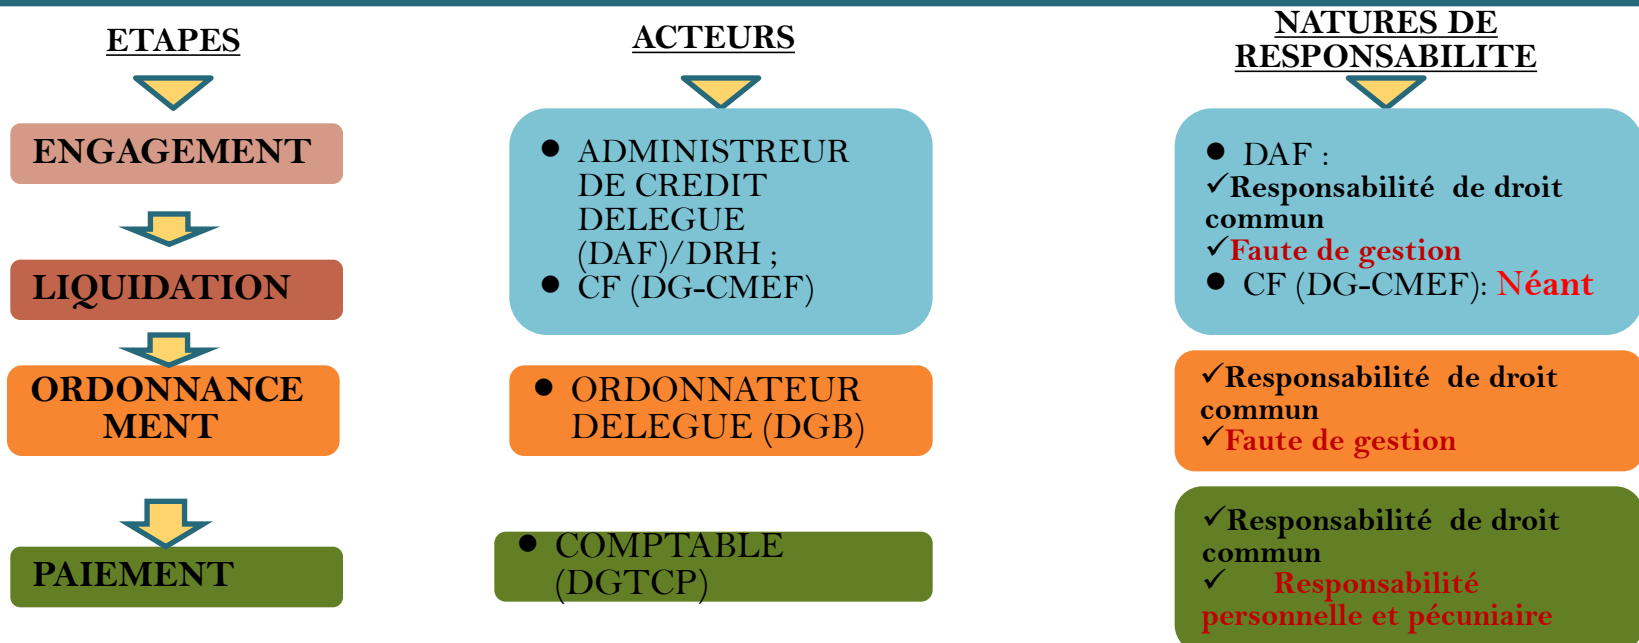 ETAPES
ENGAGEMENT
LIQUIDATION
ORDONNANCE
MENT
PAIEMENT
ACTEURS
● ADMINISTREUR
DE CREDIT
DELEGUE
(DAF)/DRH ;
● CF (DG-CMEF)
● ORDONNATEUR
DELEGUE (DGB)
● COMPTABLE
(DGTCP)
NATURES DE
RESPONSABILITE
● DAF :
✓Responsabilité de droit
commun
✓Faute de gestion
● CF (DG-CMEF): Néant
✓Responsabilité de droit
commun
✓Faute de gestion
✓Responsabilité de droit
commun
✓ Responsabilité
personnelle et pécuniaire